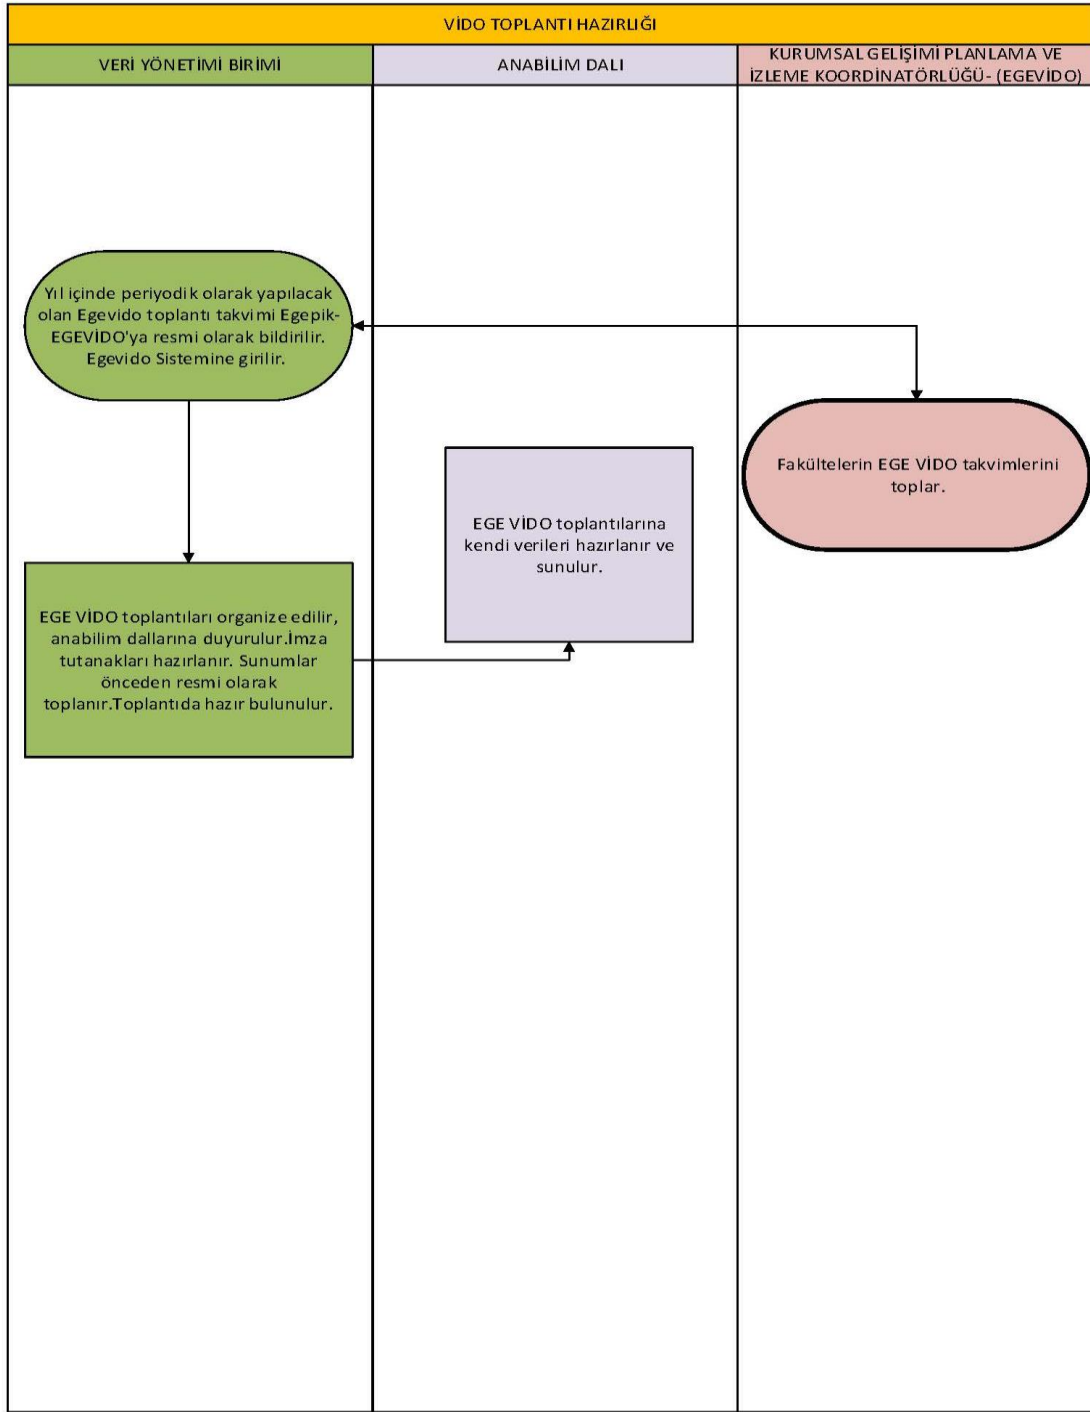 VİDO TOPLANTI HAZIRLIĞI
VERİ YÖNETİMİ BİRİMİ
ANABİLİM DALI
KURUMSAL GELİŞİMİ PLANLAMA VE
İZLEME KOORDİNATÖRLÜĞÜ- (EGEVİDO)
Yıl içinde periyodik olarak yapılacak
olan Egevido toplantı takvimi Egepik-
EGEVİDO'ya resmi olarak bildirilir.
Egevido Sistemine girilir.
Fakültelerin EGE VİDO takvimlerini
toplar.
EGE VİDO toplantılarına
kendi verileri hazırlanır ve
sunulur.
EGE VİDO toplantıları organize edilir,
anabilim dallarına duyurulur.İmza
tutanakları hazırlanır. Sunumlar
önceden resmi olarak
toplanır.Toplantıda hazır bulunulur.